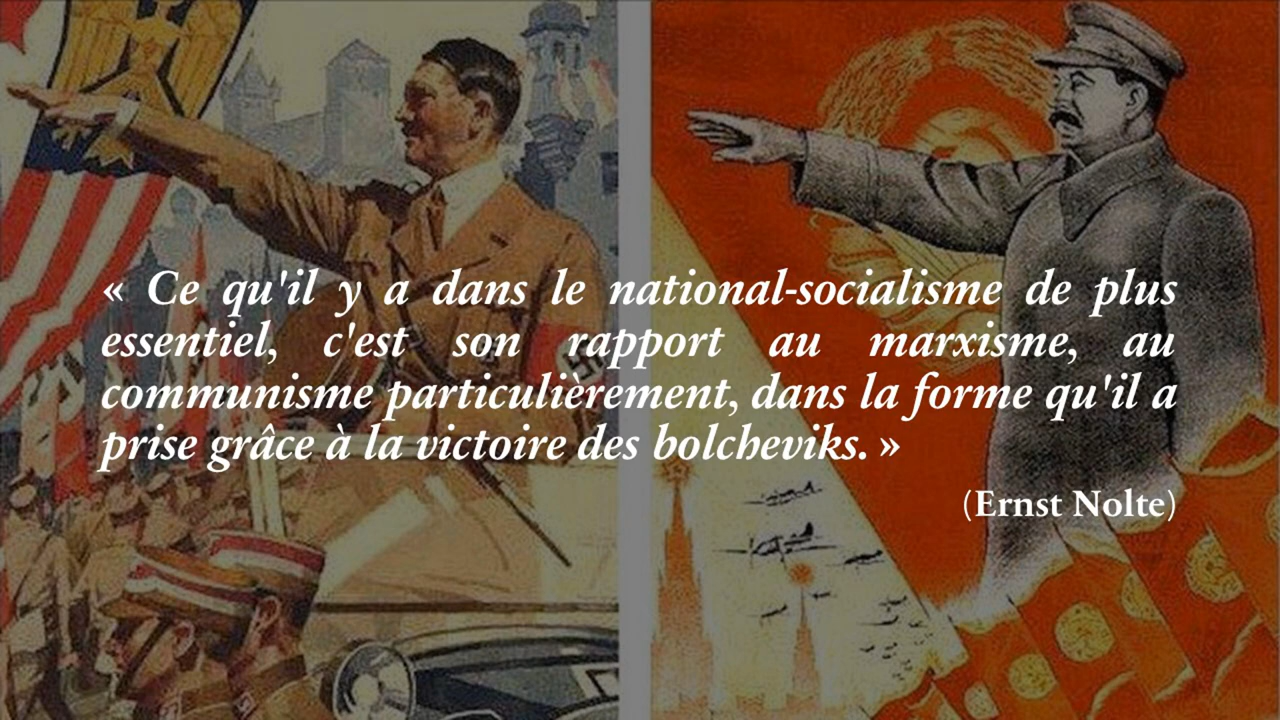 « Ce qu'il y a dans le national-socialisme de plus
essentiel, c'est son rapport au marxisme, au
communisme particulièrement, dans la forme qu'il a
prise grâce à la victoire des bolcheviks. »
(Ernst Nolte)